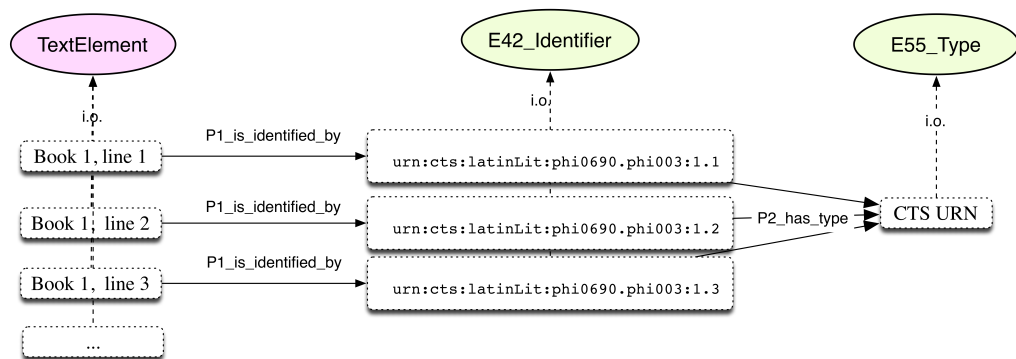 TextElement
E42_Identifier
E55_Type
i.o.
i.o.
i.o.
P1_is_identified_by
Book 1, line 1
urn:cts:latinLit:phi0690.phi003:1.1
P1_is_identified_by
Book 1, line 2
urn:cts:latinLit:phi0690.phi003:1.2
P2_has_type
CTS URN
P1_is_identified_by
Book 1, line 3
urn:cts:latinLit:phi0690.phi003:1.3
...